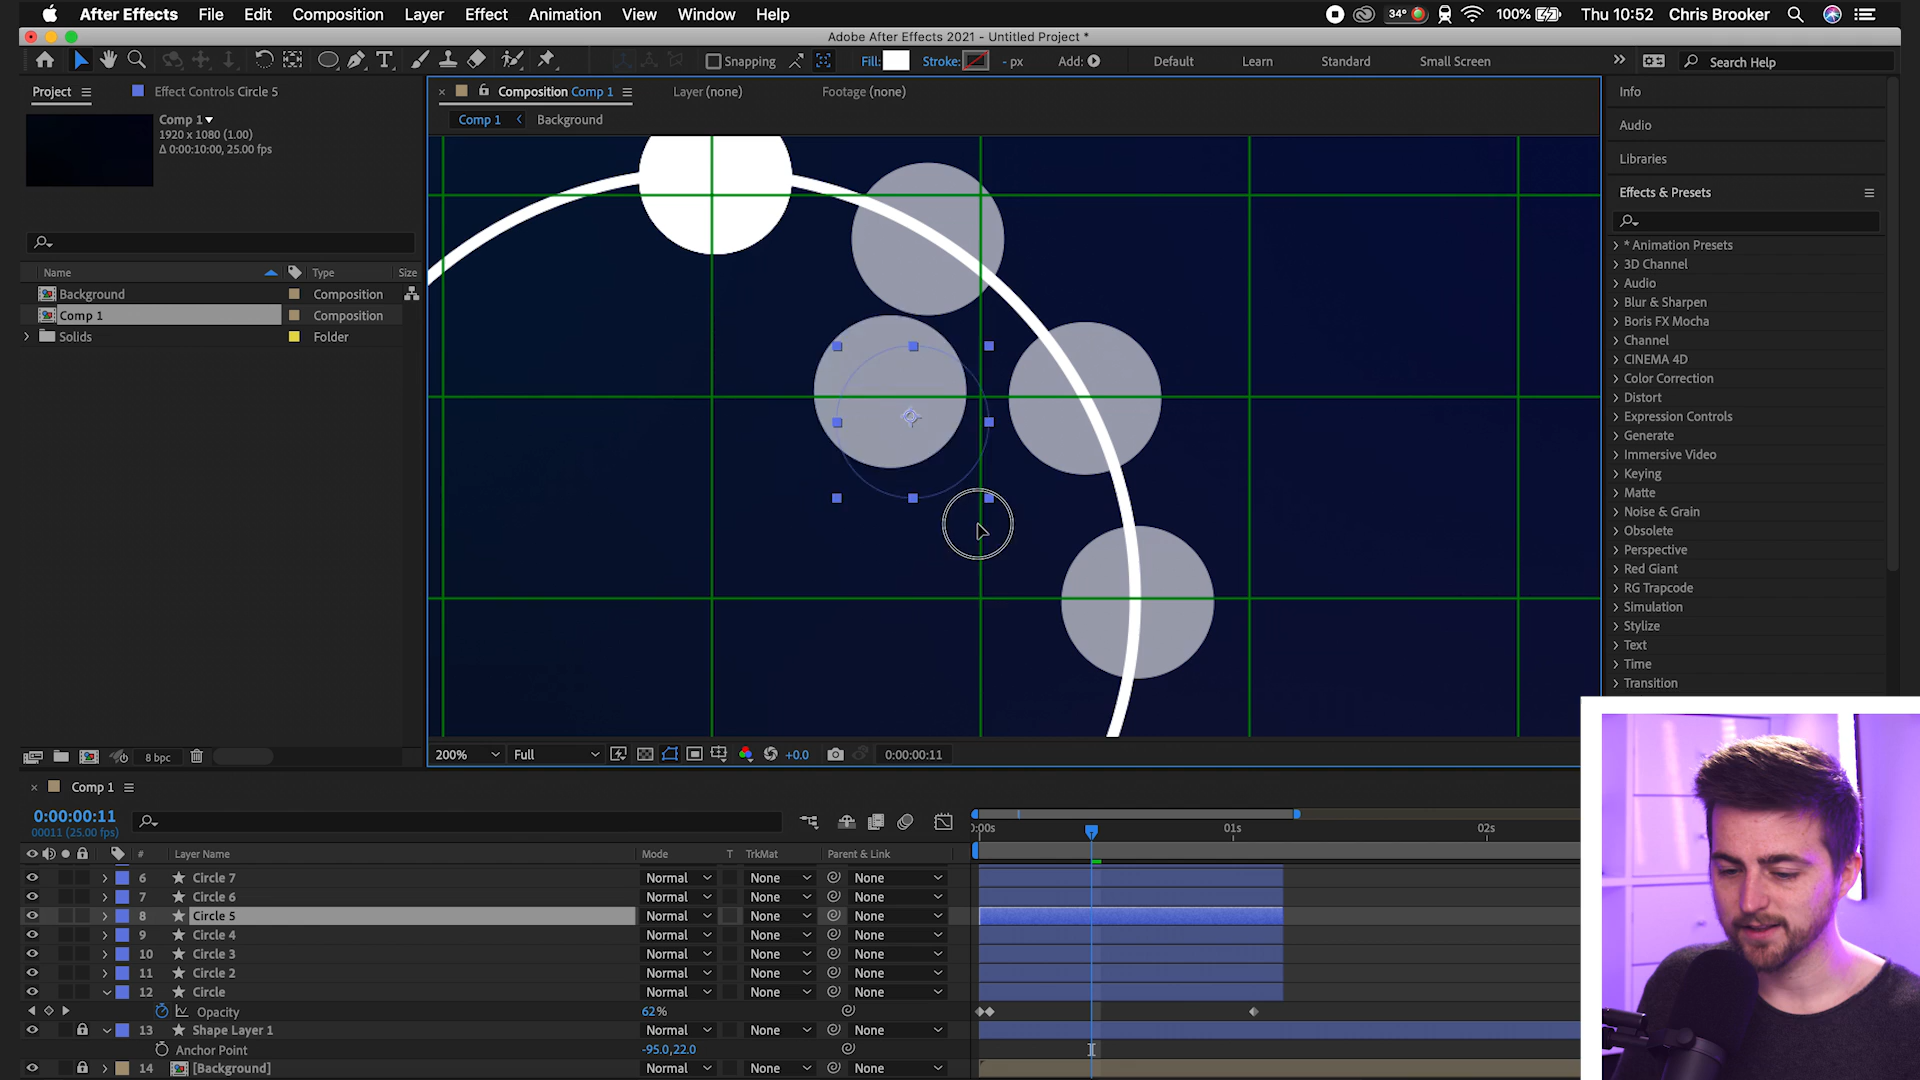 After Effects File Edit Composition Layer Effect Animation View Window Help 34° 100% Thu 10:52 Chris Brooker
Adobe After Effects 2021 - Untitled Project *
Snapping Fill: Stroke: - px Add: Default Learn Standard Small Screen Search Help
Project Effect Controls Circle 5 Composition Comp 1 Layer (none) Footage (none) Info
Comp 1 1920 x 1080 (1.00) Δ 0:00:10:00, 25.00 fps
Comp 1 Background
Audio
Libraries
Effects & Presets
Name Type Size
Background Composition
Comp 1 Composition
Solids Folder
* Animation Presets
3D Channel
Audio
Blur & Sharpen
Boris FX Mocha
Channel
CINEMA 4D
Color Correction
Distort
Expression Controls
Generate
Immersive Video
Keying
Matte
Noise & Grain
Obsolete
Perspective
Red Giant
RG Trapcode
Simulation
Stylize
Text
Time
Transition
8 bpc 200% Full +0.0 0:00:00:11
Comp 1
0:00:00:11
00011 (25.00 fps)
0:00s 01s 02s
# Layer Name Mode T TrkMat Parent & Link
6 Circle 7 Normal None None
7 Circle 6 Normal None None
8 Circle 5 Normal None None
9 Circle 4 Normal None None
10 Circle 3 Normal None None
11 Circle 2 Normal None None
12 Circle Normal None None
Opacity 62%
13 Shape Layer 1 Normal None None
Anchor Point -95.0,22.0
14 [Background] Normal None None